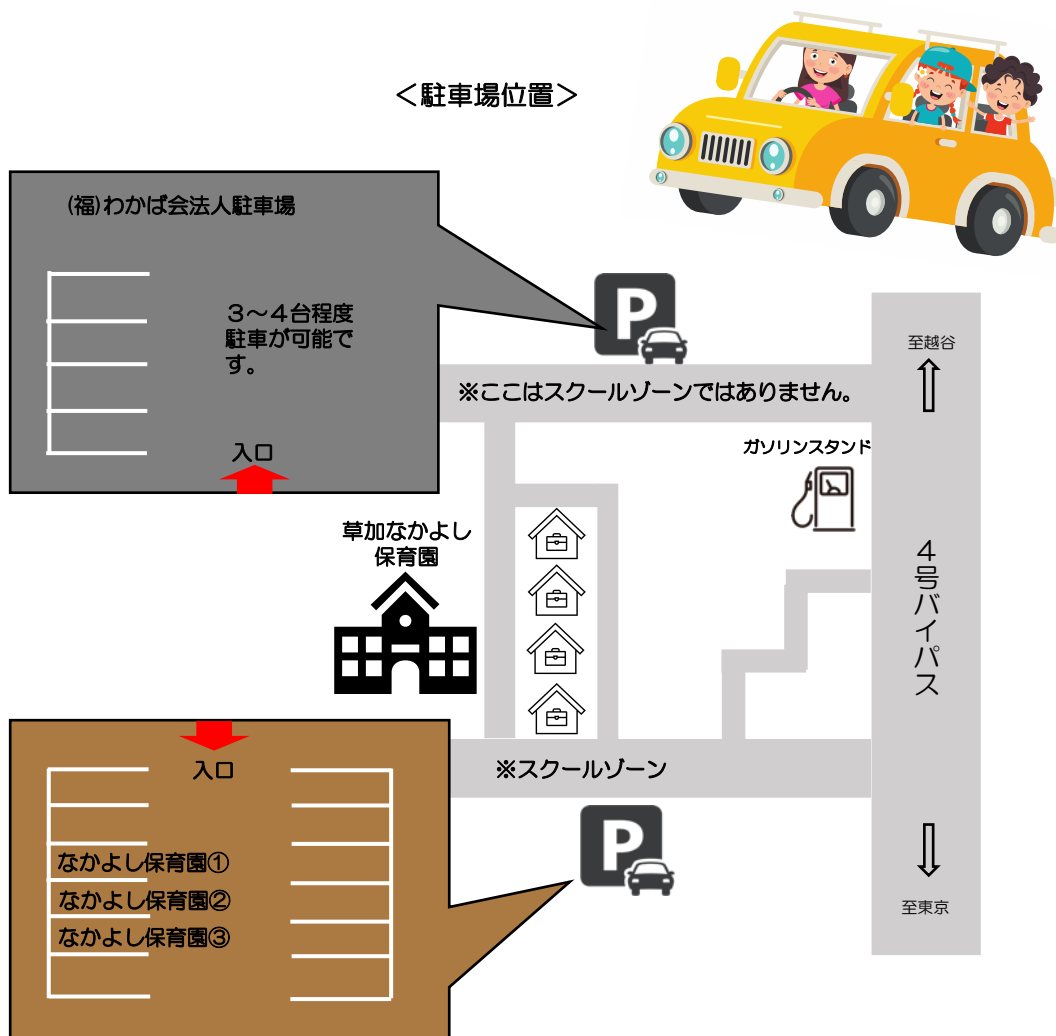 ＜駐車場位置＞
(福)わかば会法人駐車場
３～４台程度
駐車が可能で
す。
入口
P
至越谷
※ここはスクールゾーンではありません。
ガソリンスタンド
草加なかよし
保育園
４号バイパス
入口
※スクールゾーン
P
なかよし保育園①
なかよし保育園②
なかよし保育園③
至東京